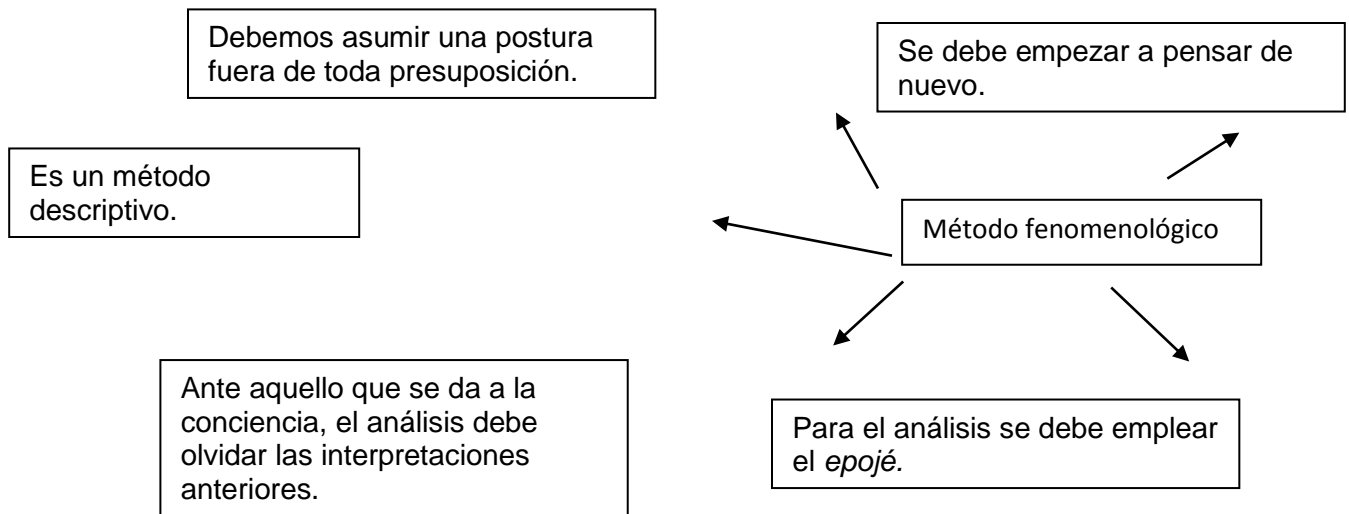 Debemos asumir una postura
fuera de toda presuposición.
Se debe empezar a pensar de
nuevo.
Es un método
descriptivo.
Método fenomenológico
Ante aquello que se da a la
conciencia, el análisis debe
olvidar las interpretaciones
anteriores.
Para el análisis se debe emplear
el epojé.